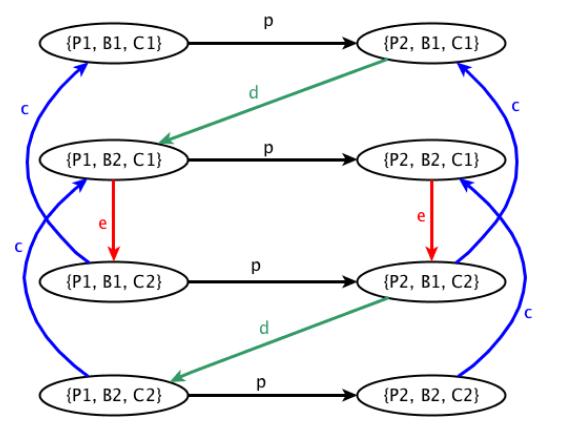 p
{P1, B1, C1} {P2, B1, C1}
d
c c
p
{P1, B2, C1} {P2, B2, C1}
e e
c
p
{P1, B1, C2} {P2, B1, C2}
c
d
p
{P1, B2, C2} {P2, B2, C2}